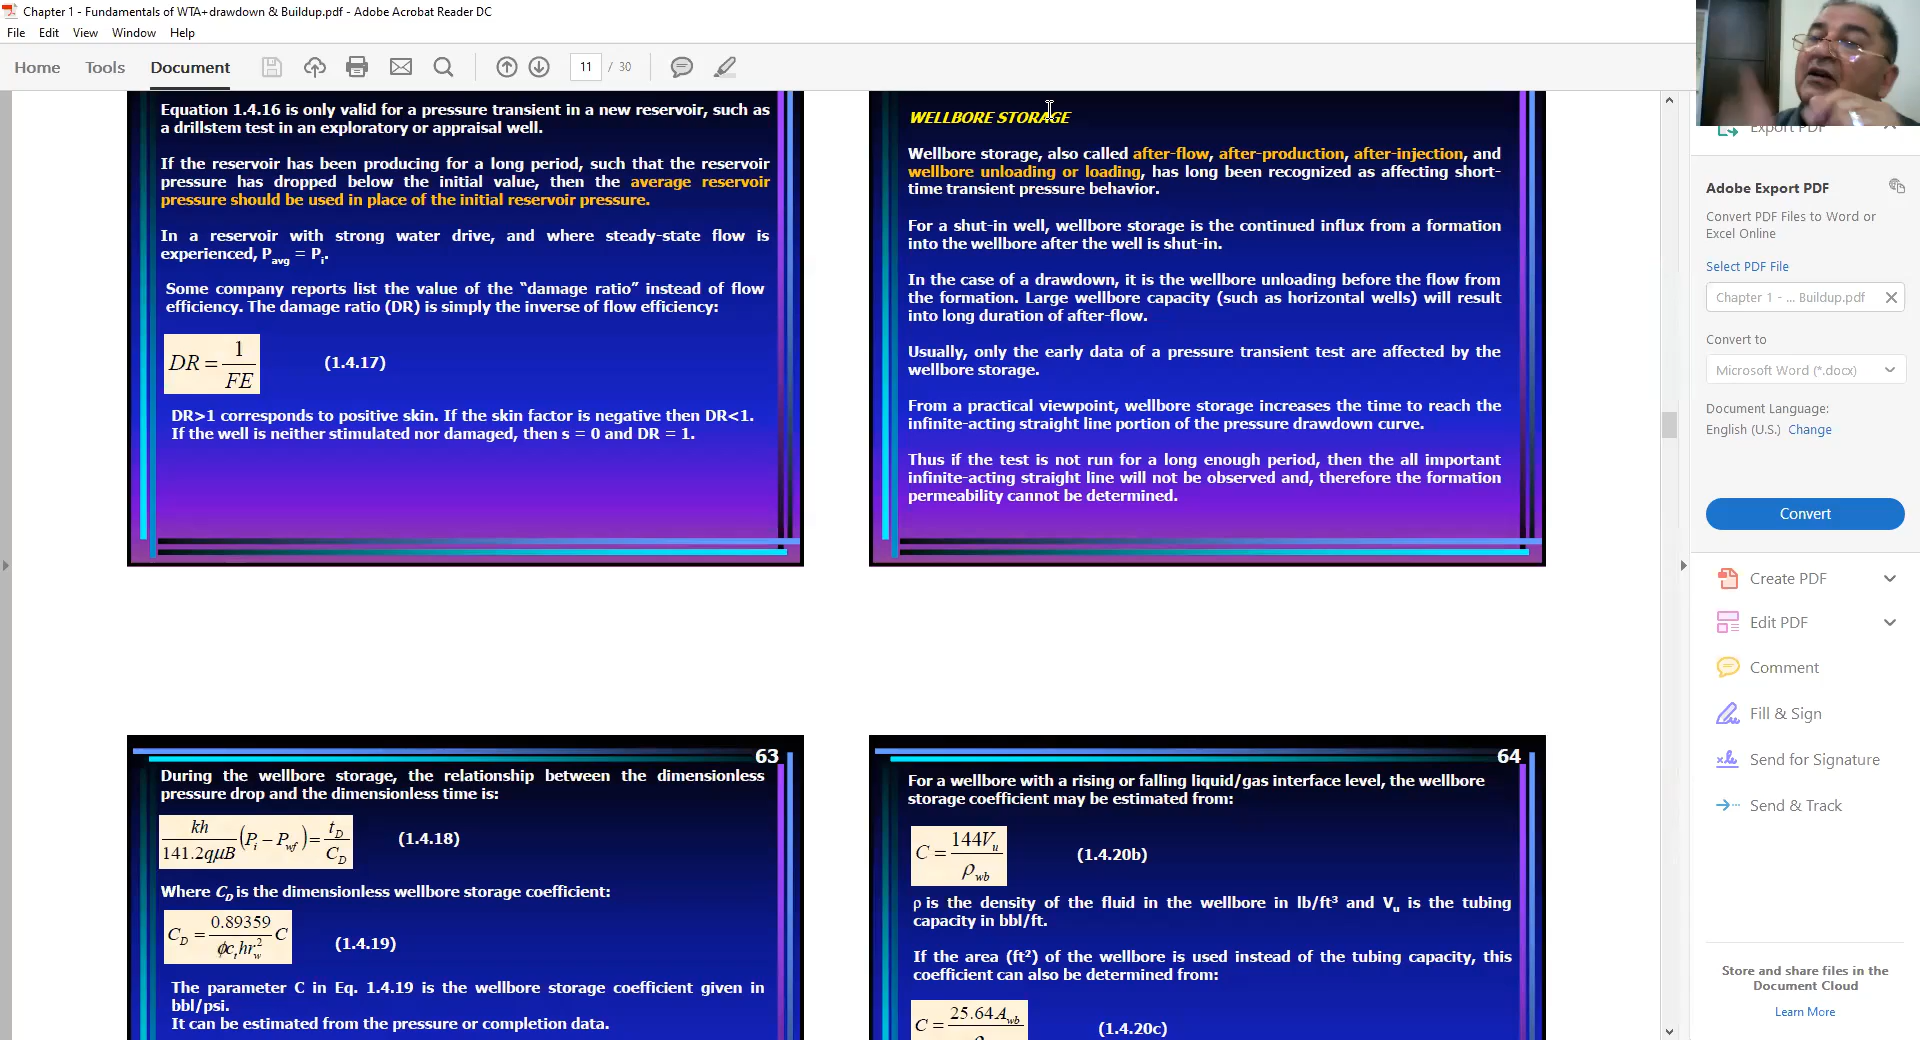 Chapter 1 - Fundamentals of WTA+drawdown & Buildup.pdf - Adobe Acrobat Reader DC
File Edit View Window Help
Home Tools Document 11 / 30
Equation 1.4.16 is only valid for a pressure transient in a new reservoir, such as
a drillstem test in an exploratory or appraisal well.
If the reservoir has been producing for a long period, such that the reservoir
pressure has dropped below the initial value, then the average reservoir
pressure should be used in place of the initial reservoir pressure.
In a reservoir with strong water drive, and where steady-state flow is
experienced, Pavg = Pi.
Some company reports list the value of the “damage ratio” instead of flow
efficiency. The damage ratio (DR) is simply the inverse of flow efficiency:
DR = 1/FE (1.4.17)
DR>1 corresponds to positive skin. If the skin factor is negative then DR<1.
If the well is neither stimulated nor damaged, then s = 0 and DR = 1.
WELLBORE STORAGE
Wellbore storage, also called after-flow, after-production, after-injection, and
wellbore unloading or loading, has long been recognized as affecting short-
time transient pressure behavior.
For a shut-in well, wellbore storage is the continued influx from a formation
into the wellbore after the well is shut-in.
In the case of a drawdown, it is the wellbore unloading before the flow from
the formation. Large wellbore capacity (such as horizontal wells) will result
into long duration of after-flow.
Usually, only the early data of a pressure transient test are affected by the
wellbore storage.
From a practical viewpoint, wellbore storage increases the time to reach the
infinite-acting straight line portion of the pressure drawdown curve.
Thus if the test is not run for a long enough period, then the all important
infinite-acting straight line will not be observed and, therefore the formation
permeability cannot be determined.
63
During the wellbore storage, the relationship between the dimensionless
pressure drop and the dimensionless time is:
kh/141.2qμB (Pi − Pwf) = tD/CD (1.4.18)
Where CD is the dimensionless wellbore storage coefficient:
CD = 0.89359/ϕct h rw² C (1.4.19)
The parameter C in Eq. 1.4.19 is the wellbore storage coefficient given in
bbl/psi.
It can be estimated from the pressure or completion data.
64
For a wellbore with a rising or falling liquid/gas interface level, the wellbore
storage coefficient may be estimated from:
C = 144Vu/ρwb (1.4.20b)
ρ is the density of the fluid in the wellbore in lb/ft³ and Vu is the tubing
capacity in bbl/ft.
If the area (ft²) of the wellbore is used instead of the tubing capacity, this
coefficient can also be determined from:
C = 25.64Awb (1.4.20c)
Export PDF
Adobe Export PDF
Convert PDF Files to Word or
Excel Online
Select PDF File
Chapter 1 - ... Buildup.pdf
Convert to
Microsoft Word (*.docx)
Document Language:
English (U.S.) Change
Convert
Create PDF
Edit PDF
Comment
Fill & Sign
Send for Signature
Send & Track
Store and share files in the
Document Cloud
Learn More